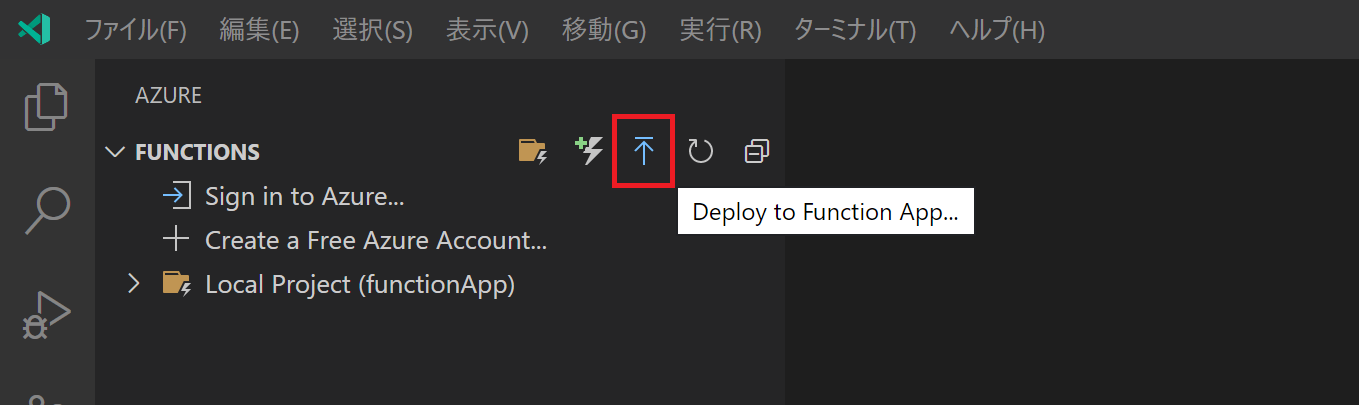 ファイル(F) 編集(E) 選択(S) 表示(V) 移動(G) 実行(R) ターミナル(T) ヘルプ(H)
AZURE
FUNCTIONS
Sign in to Azure...
Deploy to Function App...
Create a Free Azure Account...
Local Project (functionApp)